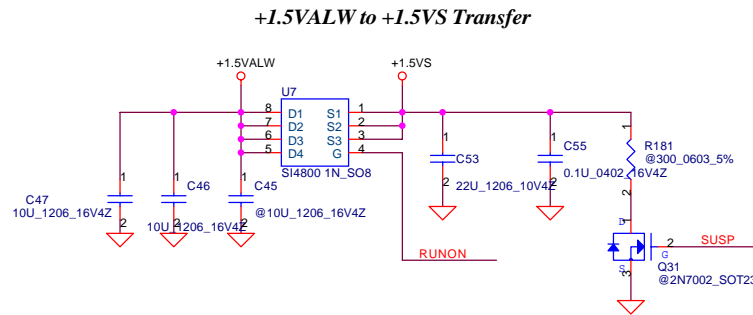 +1.5VALW to +1.5VS Transfer
+1.5VALW
+1.5VS
U7
8 D1 S1 1
7 D2 S2 2
6 D3 S3 3
5 D4 G 4
SI4800 1N_SO8
1
C47
10U_1206_16V4Z
2
1
C46
10U_1206_16V4Z
2
1
C45
@10U_1206_16V4Z
2
1
C53
22U_1206_10V4Z
2
1
C55
0.1U_0402_16V4Z
2
1
R181
@300_0603_5%
2
RUNON
1
D
2
G
SUSP
S
3
Q31
@2N7002_SOT23